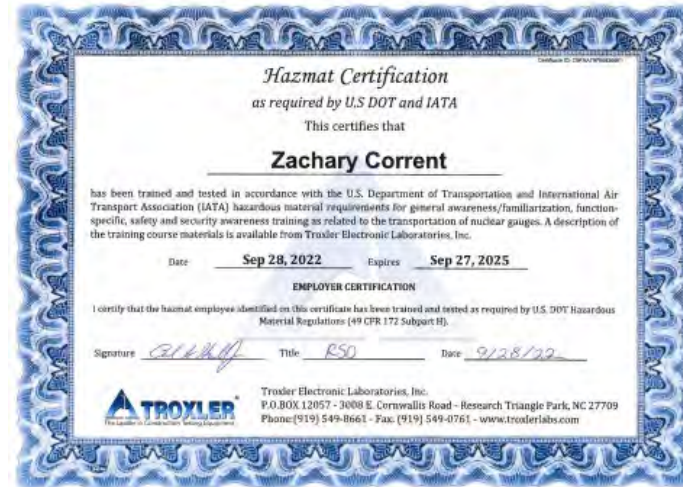 Hazmat Certification
as required by U.S DOT and IATA
This certifies that
Zachary Corrent
has been trained and tested in accordance with the U.S. Department of Transportation and International Air
Transport Association (IATA) hazardous material requirements for general awareness/familiarization, function-
specific, safety and security awareness training as related to the transportation of nuclear gauges. A description of
the training course materials is available from Troxler Electronic Laboratories, Inc.
Date Sep 28, 2022 Expires Sep 27, 2025
EMPLOYER CERTIFICATION
I certify that the hazmat employee identified on this certificate has been trained and tested as required by U.S. DOT Hazardous
Material Regulations (49 CFR 172 Subpart H).
Signature Title RSO Date 9/28/22
TROXLER
The Leader in Construction Testing Equipment
Troxler Electronic Laboratories, Inc.
P.O.BOX 12057 - 3008 E. Cornwallis Road - Research Triangle Park, NC 27709
Phone:(919) 549-8661 - Fax. (919) 549-0761 - www.troxlerlabs.com